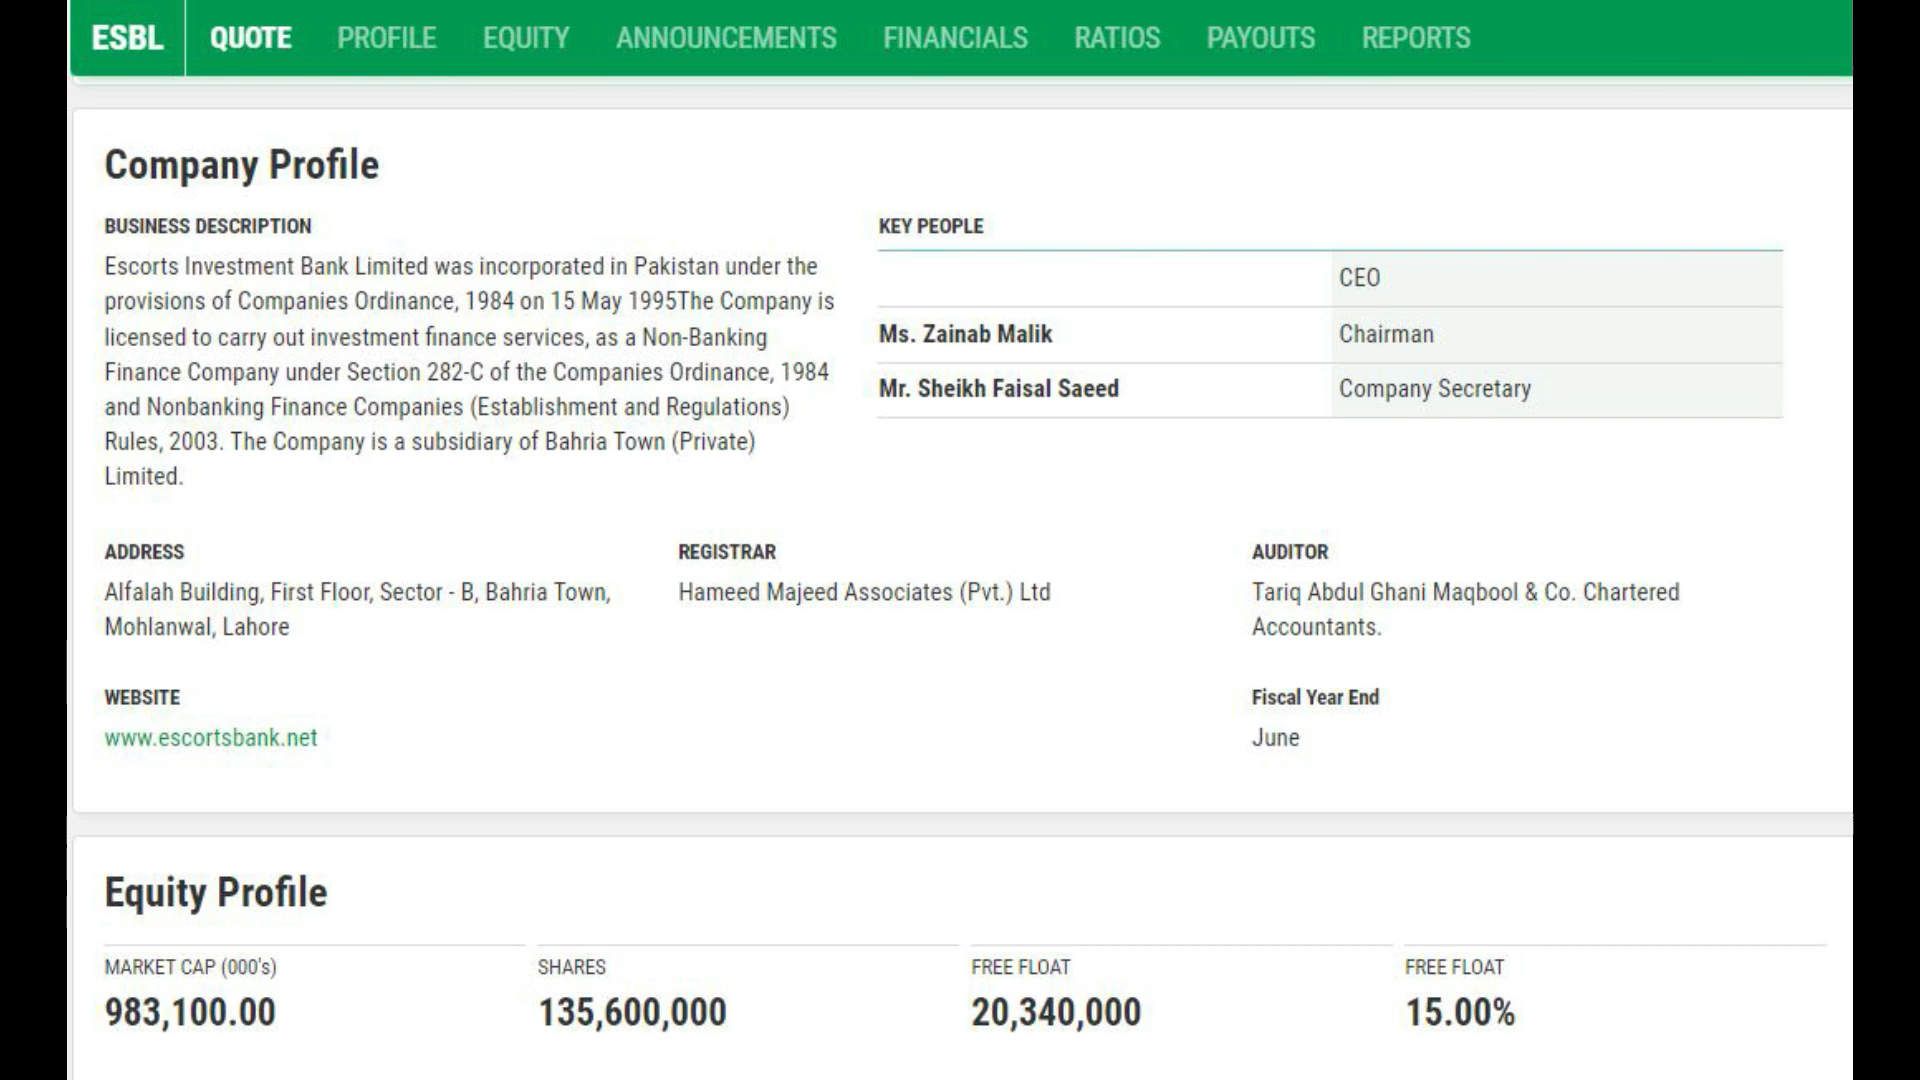 ESBL QUOTE PROFILE EQUITY ANNOUNCEMENTS FINANCIALS RATIOS PAYOUTS REPORTS
Company Profile
BUSINESS DESCRIPTION
Escorts Investment Bank Limited was incorporated in Pakistan under the
provisions of Companies Ordinance, 1984 on 15 May 1995The Company is
licensed to carry out investment finance services, as a Non-Banking
Finance Company under Section 282-C of the Companies Ordinance, 1984
and Nonbanking Finance Companies (Establishment and Regulations)
Rules, 2003. The Company is a subsidiary of Bahria Town (Private)
Limited.
KEY PEOPLE
CEO
Ms. Zainab Malik Chairman
Mr. Sheikh Faisal Saeed Company Secretary
ADDRESS
Alfalah Building, First Floor, Sector - B, Bahria Town,
Mohlanwal, Lahore
REGISTRAR
Hameed Majeed Associates (Pvt.) Ltd
AUDITOR
Tariq Abdul Ghani Maqbool & Co. Chartered
Accountants.
WEBSITE
www.escortsbank.net
Fiscal Year End
June
Equity Profile
MARKET CAP (000's)
983,100.00
SHARES
135,600,000
FREE FLOAT
20,340,000
FREE FLOAT
15.00%